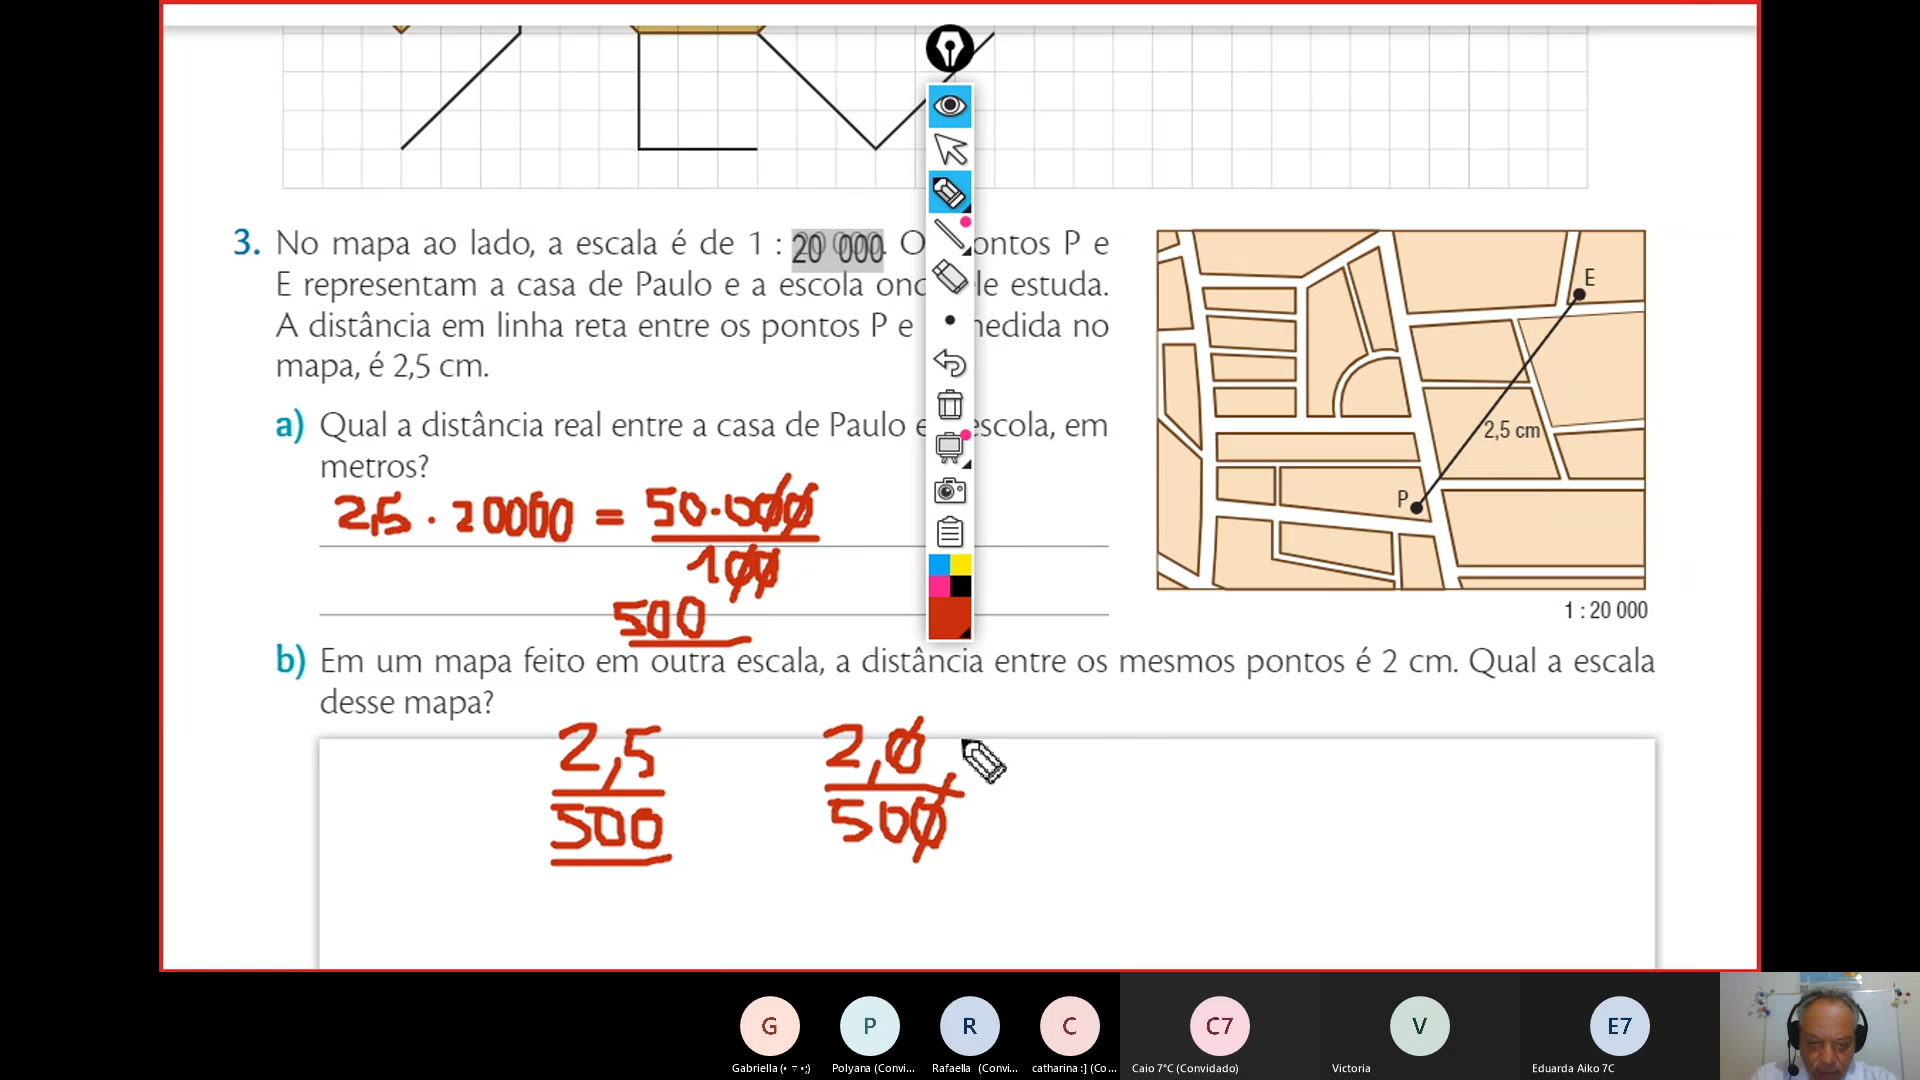 3. No mapa ao lado, a escala é de 1 : 20 000. O ontos P e
E representam a casa de Paulo e a escola ond le estuda.
A distância em linha reta entre os pontos P e medida no
mapa, é 2,5 cm.
a) Qual a distância real entre a casa de Paulo e escola, em
metros?
2,5 . 20000 = 50.000
100
500
E
2,5 cm
P
1 : 20 000
b) Em um mapa feito em outra escala, a distância entre os mesmos pontos é 2 cm. Qual a escala
desse mapa?
2,5 2,0
500 500
G P R C C7 V E7
Gabriella (• ;) Polyana (Convi... Rafaella (Convi... catharina :] (Co... Caio 7°C (Convidado) Victoria Eduarda Aiko 7C